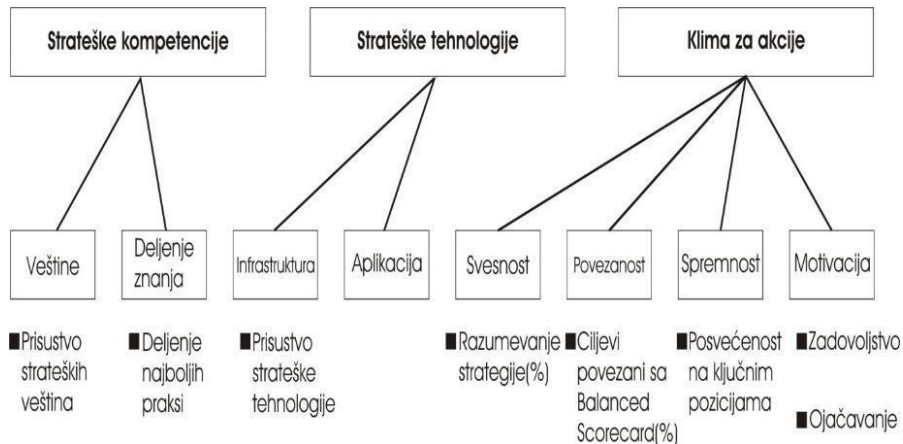 Strateške kompetencije
Strateške tehnologije
Klima za akcije
Veštine
Deljenje
znanja
Infrastruktura
Aplikacija
Svesnost
Povezanost
Spremnost
Motivacija
■Prisustvo
strateških
veština
■Deljenje
najboljih
praksi
■Prisustvo
strateške
tehnologije
■Razumevanje
strategije(%)
■Ciljevi
povezani sa
Balanced
Scorecard(%)
■Posvećenost
na ključnim
pozicijama
■Zadovoljstvo
■Ojačavanje